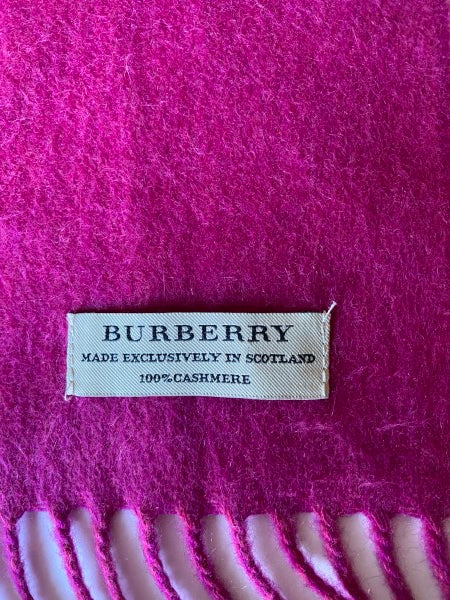 BURBERRY
MADE EXCLUSIVELY IN SCOTLAND
100%CASHMERE